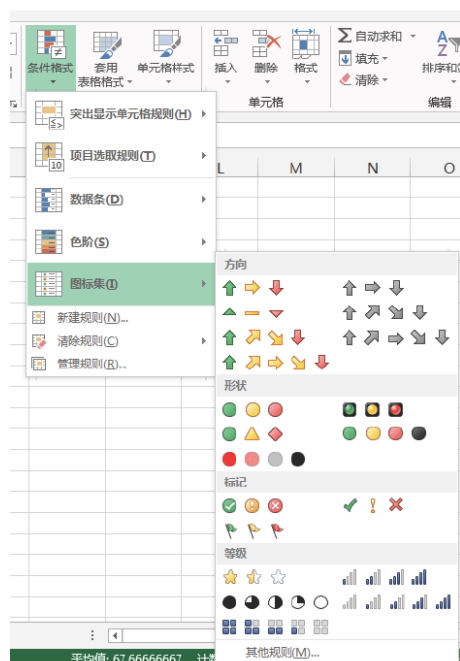 自动求和
填充
清除
条件格式
套用
表格格式
单元格样式
插入
删除
格式
单元格
编辑
突出显示单元格规则(H)
10
项目选取规则(T)
数据条(D)
色阶(S)
图标集(I)
新建规则(N)...
清除规则(C)
管理规则(R)...
L M N O
方向
形状
标记
等级
其他规则(M)...
平均值: 67.66666667